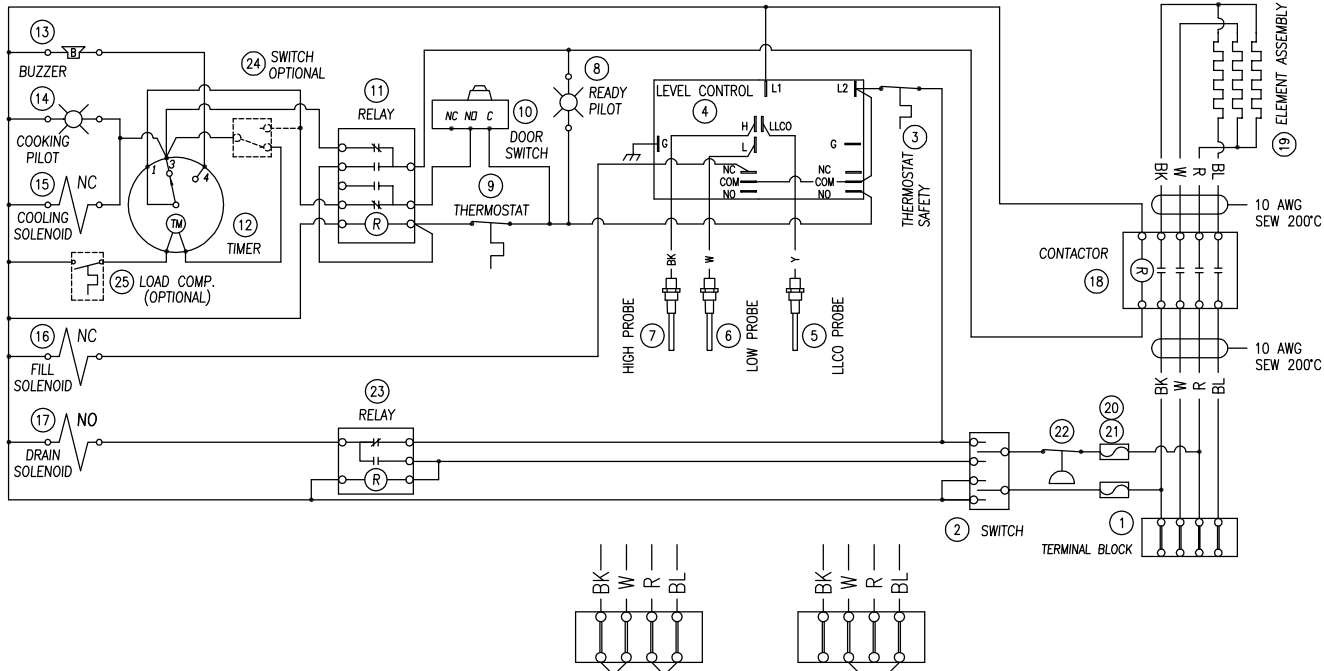 13
B
BUZZER
14
COOKING
PILOT
15
NC
COOLING
SOLENOID
1
3
4
TM
12
TIMER
24
SWITCH
OPTIONAL
25
LOAD COMP.
(OPTIONAL)
16
NC
FILL
SOLENOID
17
NO
DRAIN
SOLENOID
11
RELAY
R
NC NO C
10
DOOR
SWITCH
9
THERMOSTAT
8
READY
PILOT
LEVEL CONTROL
4
L1
L2
H
LLCO
L
G
G
NC
COM
NO
NC
COM
NO
3
THERMOSTAT
SAFETY
BK
W
Y
HIGH PROBE
7
6
LOW PROBE
5
LLCO PROBE
23
RELAY
R
2
SWITCH
22
20
21
1
TERMINAL BLOCK
ELEMENT ASSEMBLY
19
BK
W
R
BL
10 AWG
SEW 200°C
CONTACTOR
18
R
10 AWG
SEW 200°C
BK
W
R
BL
BK
W
R
BL
BK
W
R
BL